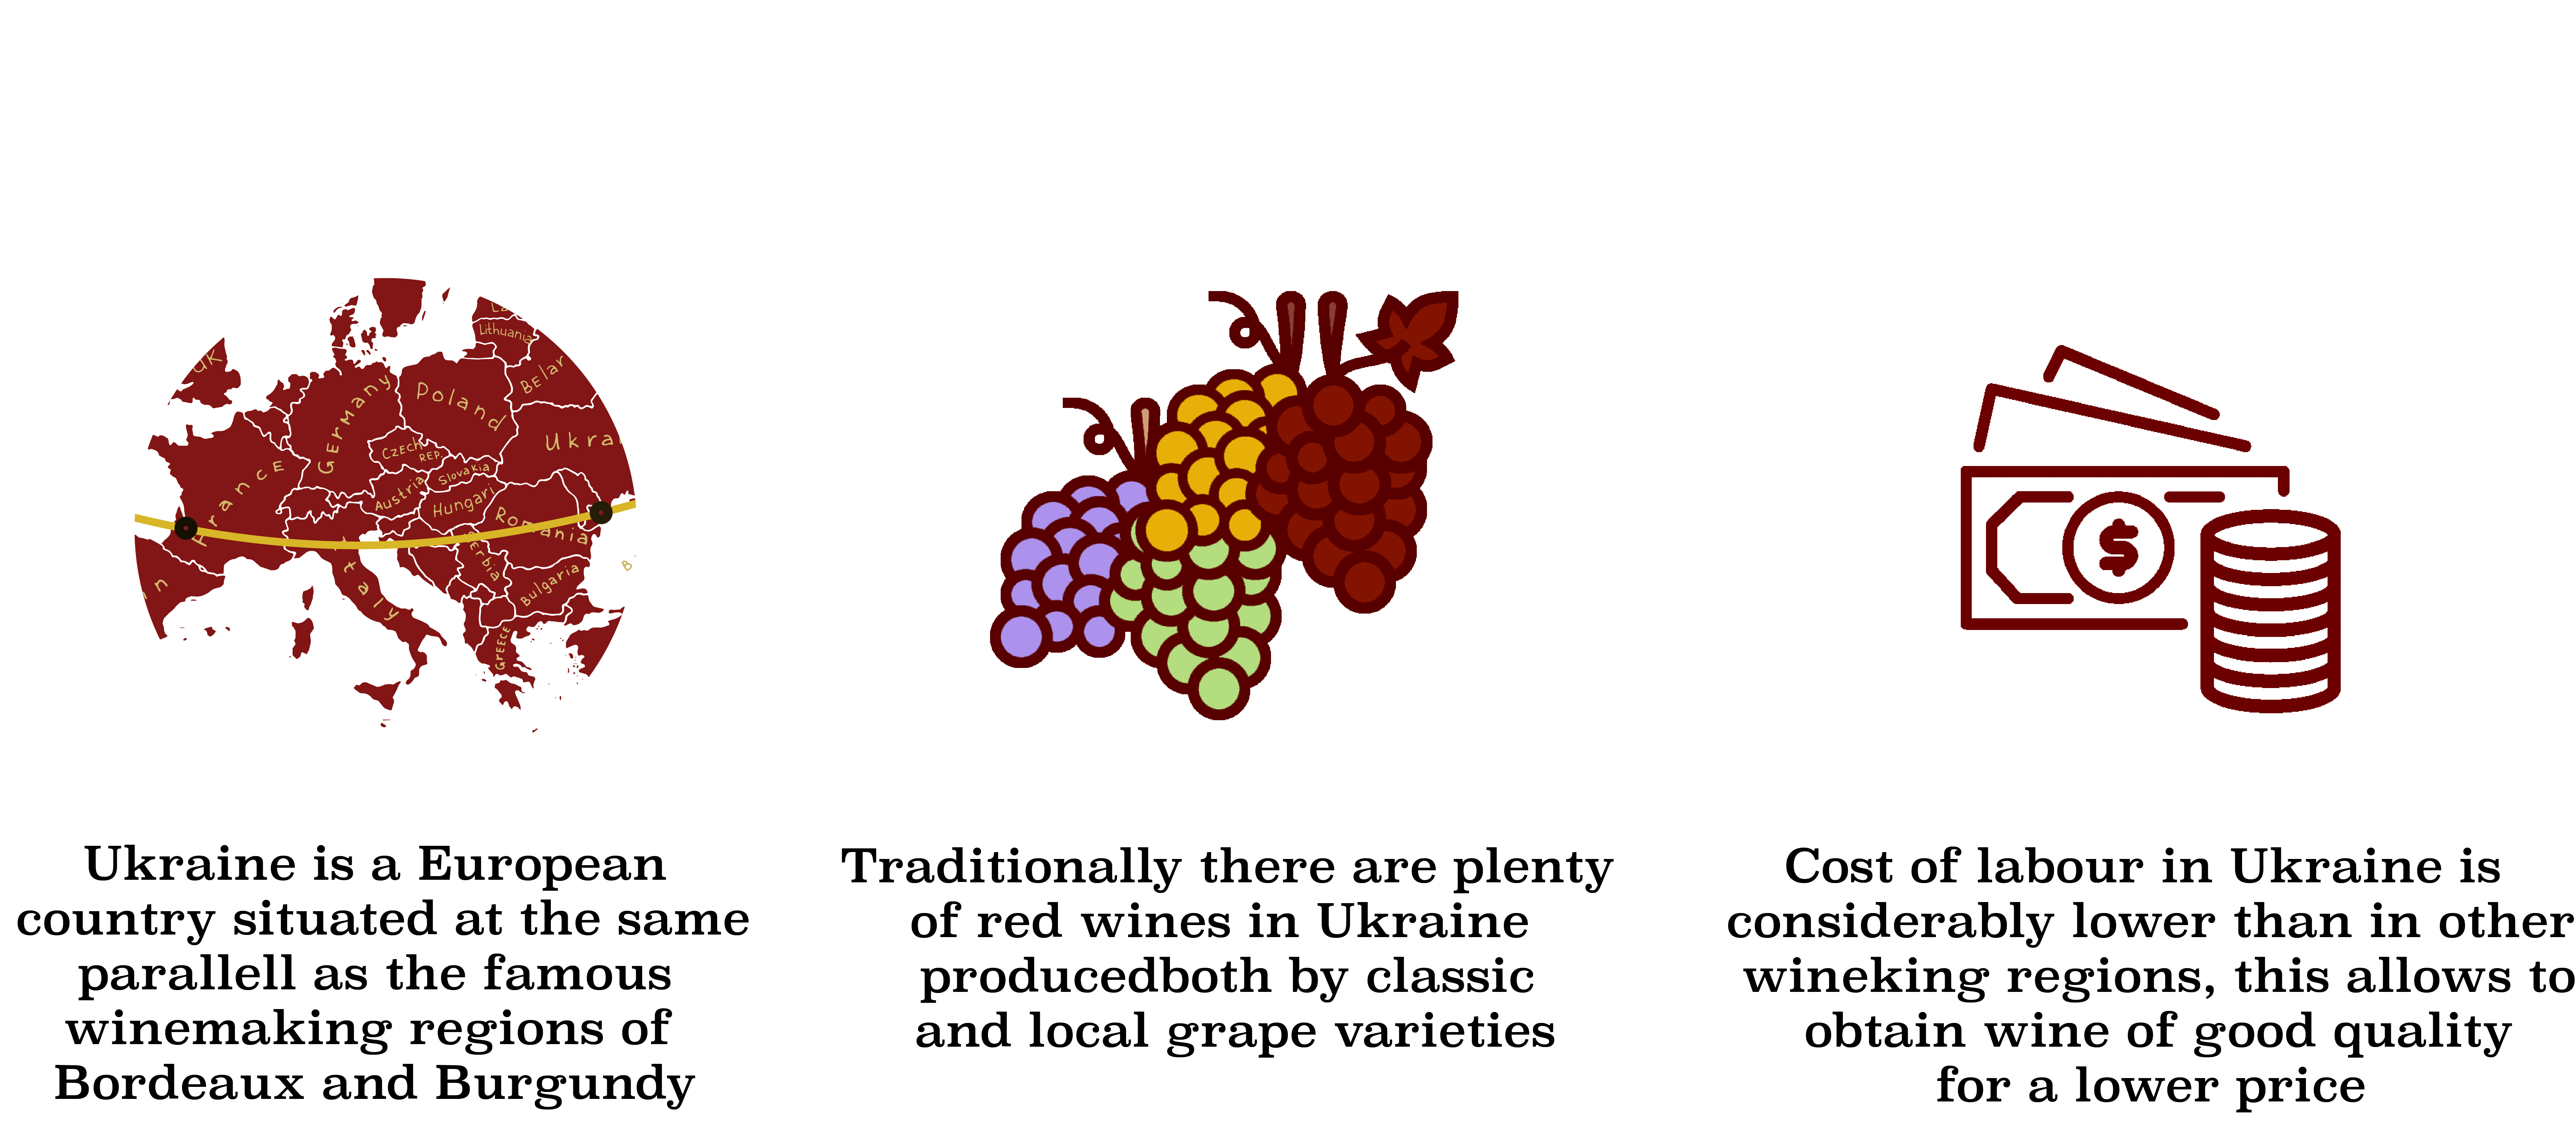 UK
La
Lithuania
Belar
Poland
Germany
Ukra
Czech
Rep.
Slovakia
France
Austria
Hungari
Romania
Serbia
Italy
Bulgaria
B
n
Greece
$
Ukraine is a European
country situated at the same
parallell as the famous
winemaking regions of
Bordeaux and Burgundy
Traditionally there are plenty
of red wines in Ukraine
producedboth by classic
and local grape varieties
Cost of labour in Ukraine is
considerably lower than in other
wineking regions, this allows to
obtain wine of good quality
for a lower price